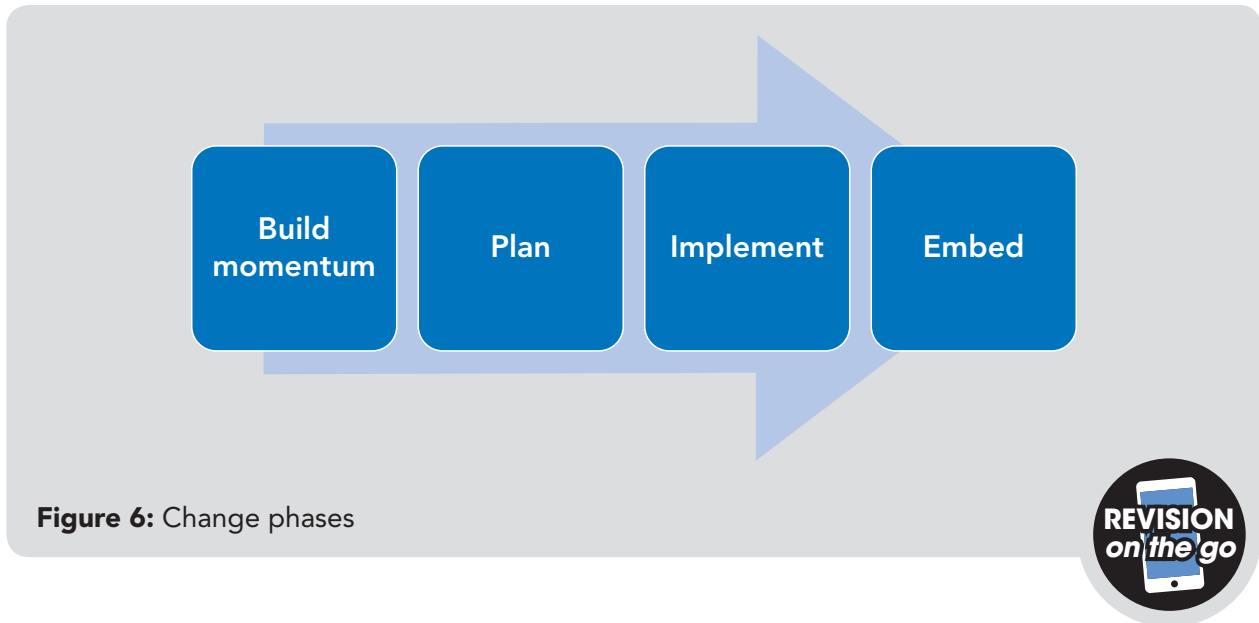 Build
momentum
Plan
Implement
Embed
Figure 6: Change phases
REVISION
on the go